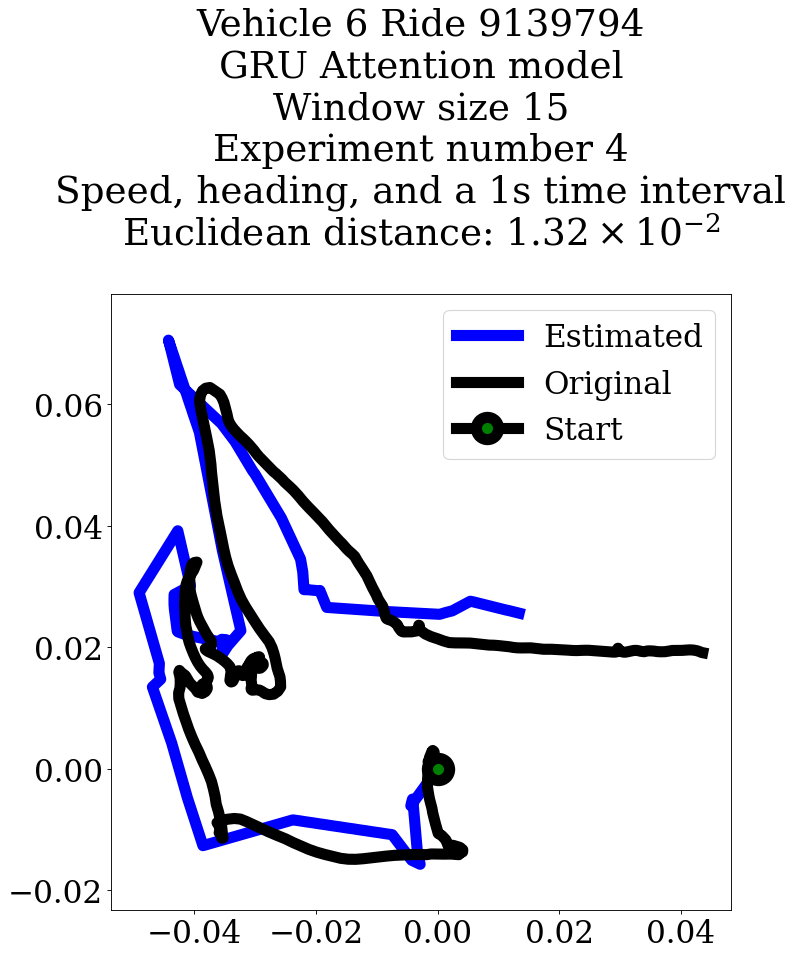 Vehicle 6 Ride 9139794
GRU Attention model
Window size 15
Experiment number 4
Speed, heading, and a 1s time interval
Euclidean distance: 1.32 × 10⁻²
Estimated
Original
Start
0.06
0.04
0.02
0.00
−0.02
−0.04 −0.02 0.00 0.02 0.04